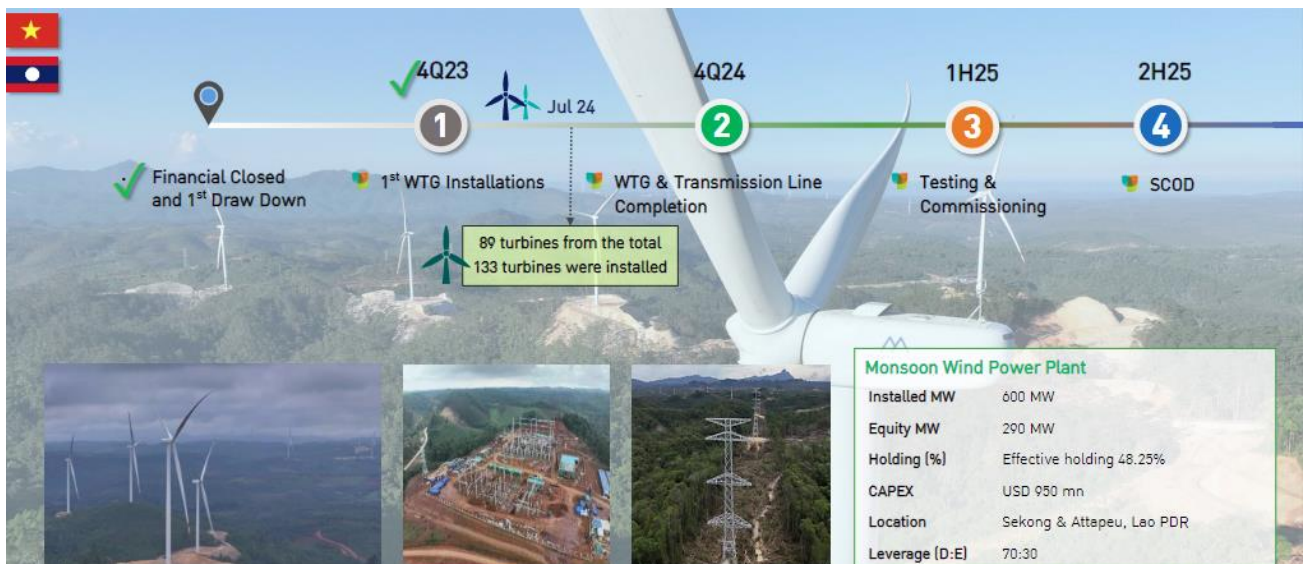 4Q23
Jul 24
4Q24
1H25
2H25
1
2
3
4
Financial Closed
and 1st Draw Down
1st WTG Installations
WTG & Transmission Line
Completion
Testing &
Commissioning
SCOD
89 turbines from the total
133 turbines were installed
Monsoon Wind Power Plant
Installed MW 600 MW
Equity MW 290 MW
Holding (%) Effective holding 48.25%
CAPEX USD 950 mn
Location Sekong & Attapeu, Lao PDR
Leverage (D:E) 70:30